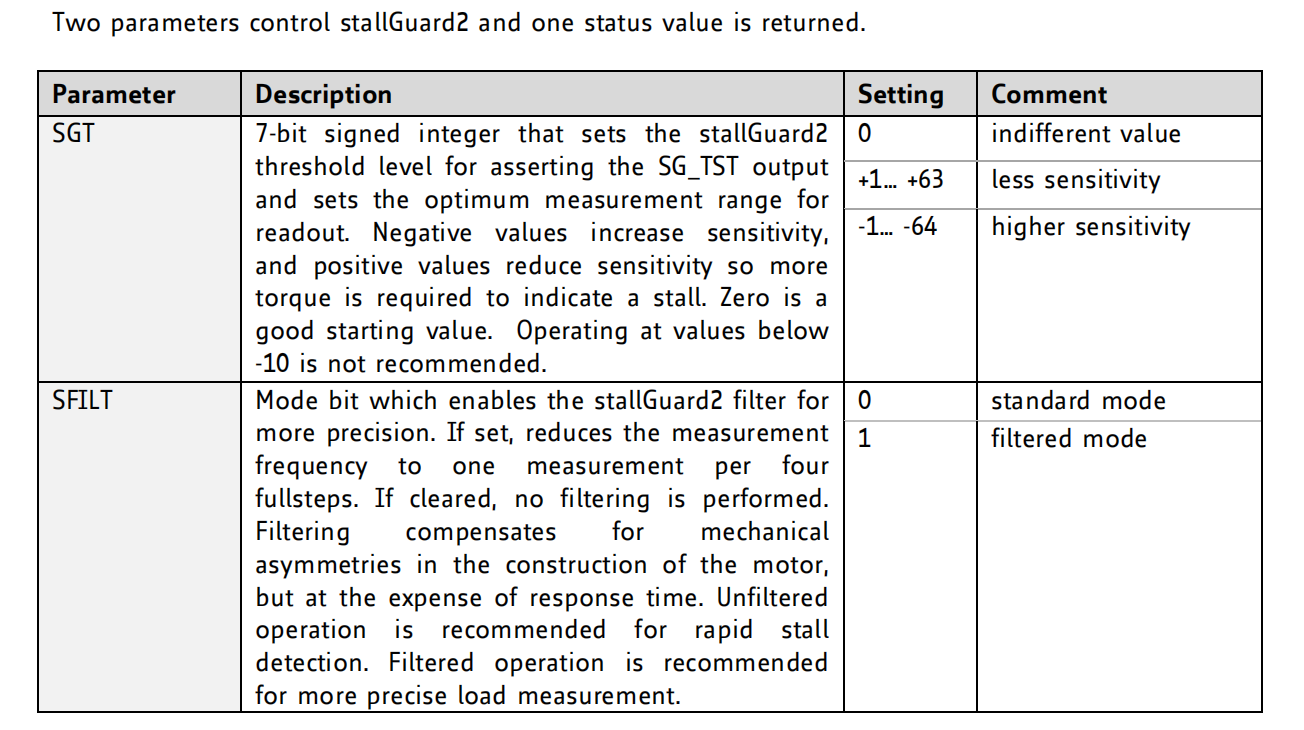 Two parameters control stallGuard2 and one status value is returned.
Parameter Description Setting Comment
SGT
7-bit signed integer that sets the stallGuard2
threshold level for asserting the SG_TST output
and sets the optimum measurement range for
readout. Negative values increase sensitivity,
and positive values reduce sensitivity so more
torque is required to indicate a stall. Zero is a
good starting value. Operating at values below
-10 is not recommended.
0 indifferent value
+1... +63 less sensitivity
-1... -64 higher sensitivity
SFILT
Mode bit which enables the stallGuard2 filter for
more precision. If set, reduces the measurement
frequency to one measurement per four
fullsteps. If cleared, no filtering is performed.
Filtering compensates for mechanical
asymmetries in the construction of the motor,
but at the expense of response time. Unfiltered
operation is recommended for rapid stall
detection. Filtered operation is recommended
for more precise load measurement.
0 standard mode
1 filtered mode